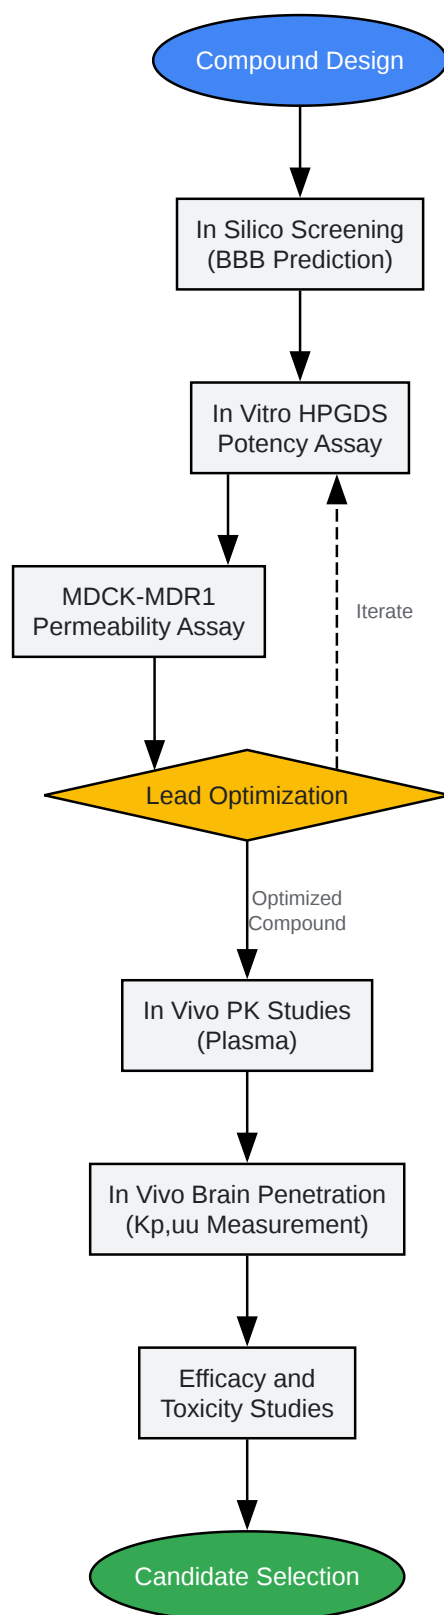 Compound Design
In Silico Screening
(BBB Prediction)
In Vitro HPGDS
Potency Assay
MDCK-MDR1
Permeability Assay
Iterate
Lead Optimization
Optimized
Compound
In Vivo PK Studies
(Plasma)
In Vivo Brain Penetration
(Kp,uu Measurement)
Efficacy and
Toxicity Studies
Candidate Selection